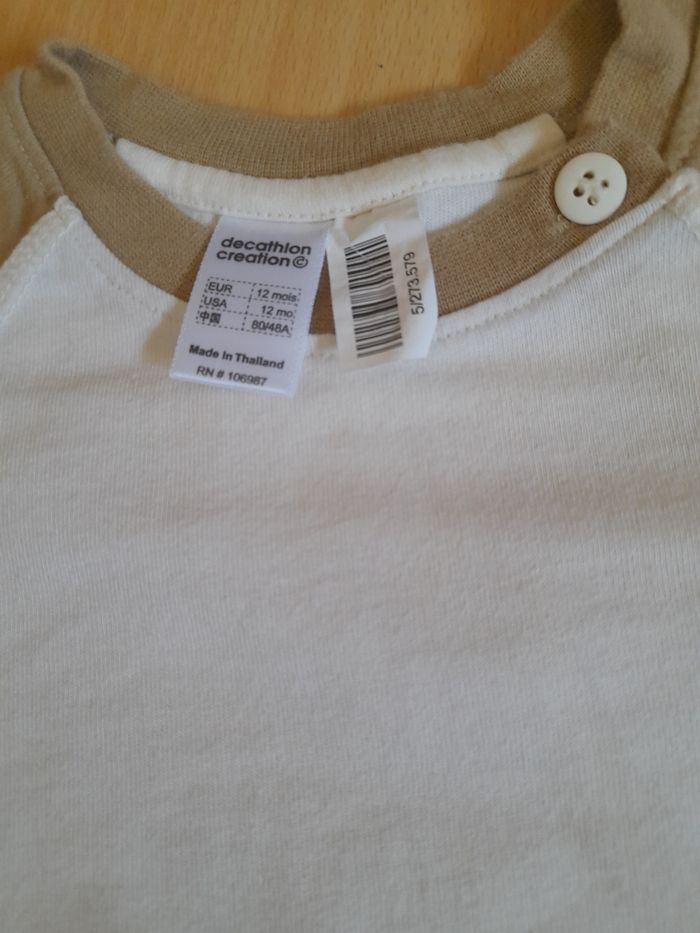 decathlon
creation©
EUR 12 mois
USA 12 mo
中国 80/48A
Made in Thailand
RN # 106987
5/273.579